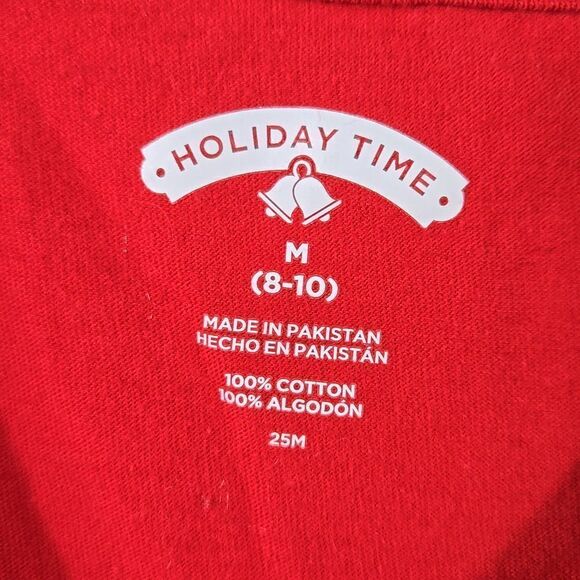 HOLIDAY TIME
M
(8-10)
MADE IN PAKISTAN
HECHO EN PAKISTÁN
100% COTTON
100% ALGODÓN
25M